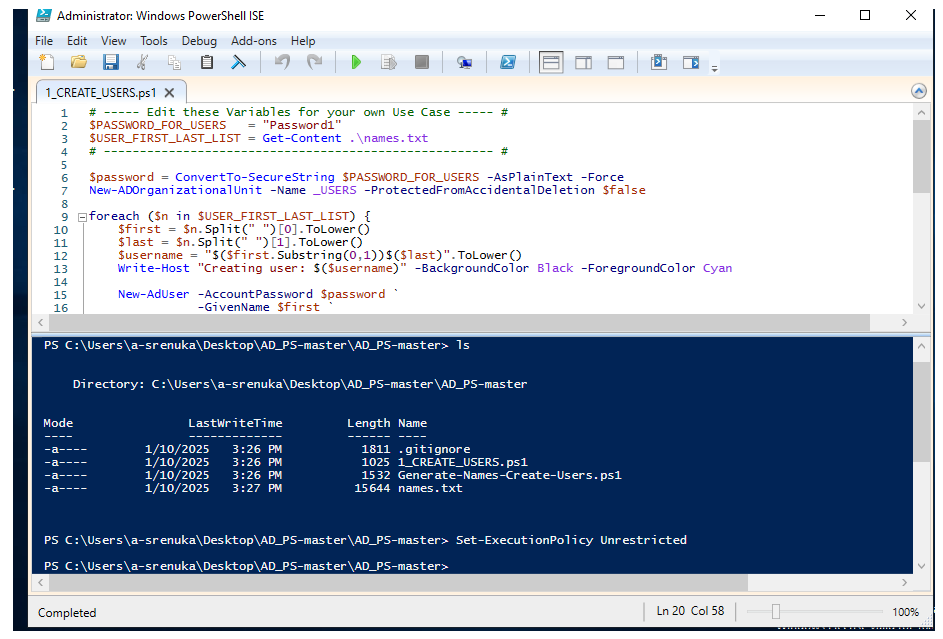 Administrator: Windows PowerShell ISE
File Edit View Tools Debug Add-ons Help
1_CREATE_USERS.ps1
1 # ----- Edit these Variables for your own Use Case ----- #
2 $PASSWORD_FOR_USERS   = "Password1"
3 $USER_FIRST_LAST_LIST = Get-Content .\names.txt
4 # ------------------------------------------------------ #
5
6 $password = ConvertTo-SecureString $PASSWORD_FOR_USERS -AsPlainText -Force
7 New-ADOrganizationalUnit -Name _USERS -ProtectedFromAccidentalDeletion $false
8
9 foreach ($n in $USER_FIRST_LAST_LIST) {
10     $first = $n.Split(" ")[0].ToLower()
11     $last = $n.Split(" ")[1].ToLower()
12     $username = "$($first.Substring(0,1))$($last)".ToLower()
13     Write-Host "Creating user: $($username)" -BackgroundColor Black -ForegroundColor Cyan
14
15     New-AdUser -AccountPassword $password `
16                -GivenName $first `
PS C:\Users\a-srenuka\Desktop\AD_PS-master\AD_PS-master> ls
Directory: C:\Users\a-srenuka\Desktop\AD_PS-master\AD_PS-master
Mode                LastWriteTime         Length Name
----                -------------         ------ ----
-a----        1/10/2025   3:26 PM           1811 .gitignore
-a----        1/10/2025   3:26 PM           1025 1_CREATE_USERS.ps1
-a----        1/10/2025   3:26 PM           1532 Generate-Names-Create-Users.ps1
-a----        1/10/2025   3:27 PM          15644 names.txt
PS C:\Users\a-srenuka\Desktop\AD_PS-master\AD_PS-master> Set-ExecutionPolicy Unrestricted
PS C:\Users\a-srenuka\Desktop\AD_PS-master\AD_PS-master>
Completed Ln 20 Col 58 100%